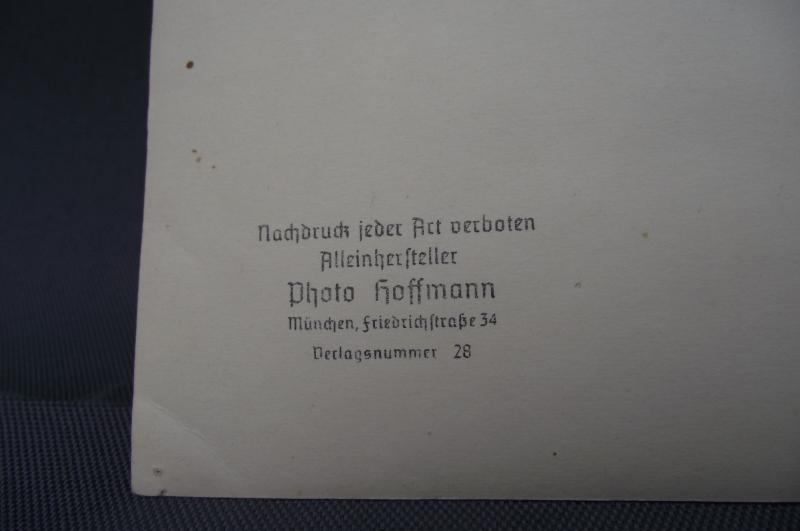 Nachdruck jeder Art verboten
Alleinhersteller
Photo Hoffmann
München, Friedrichstraße 34
Verlagsnummer 28